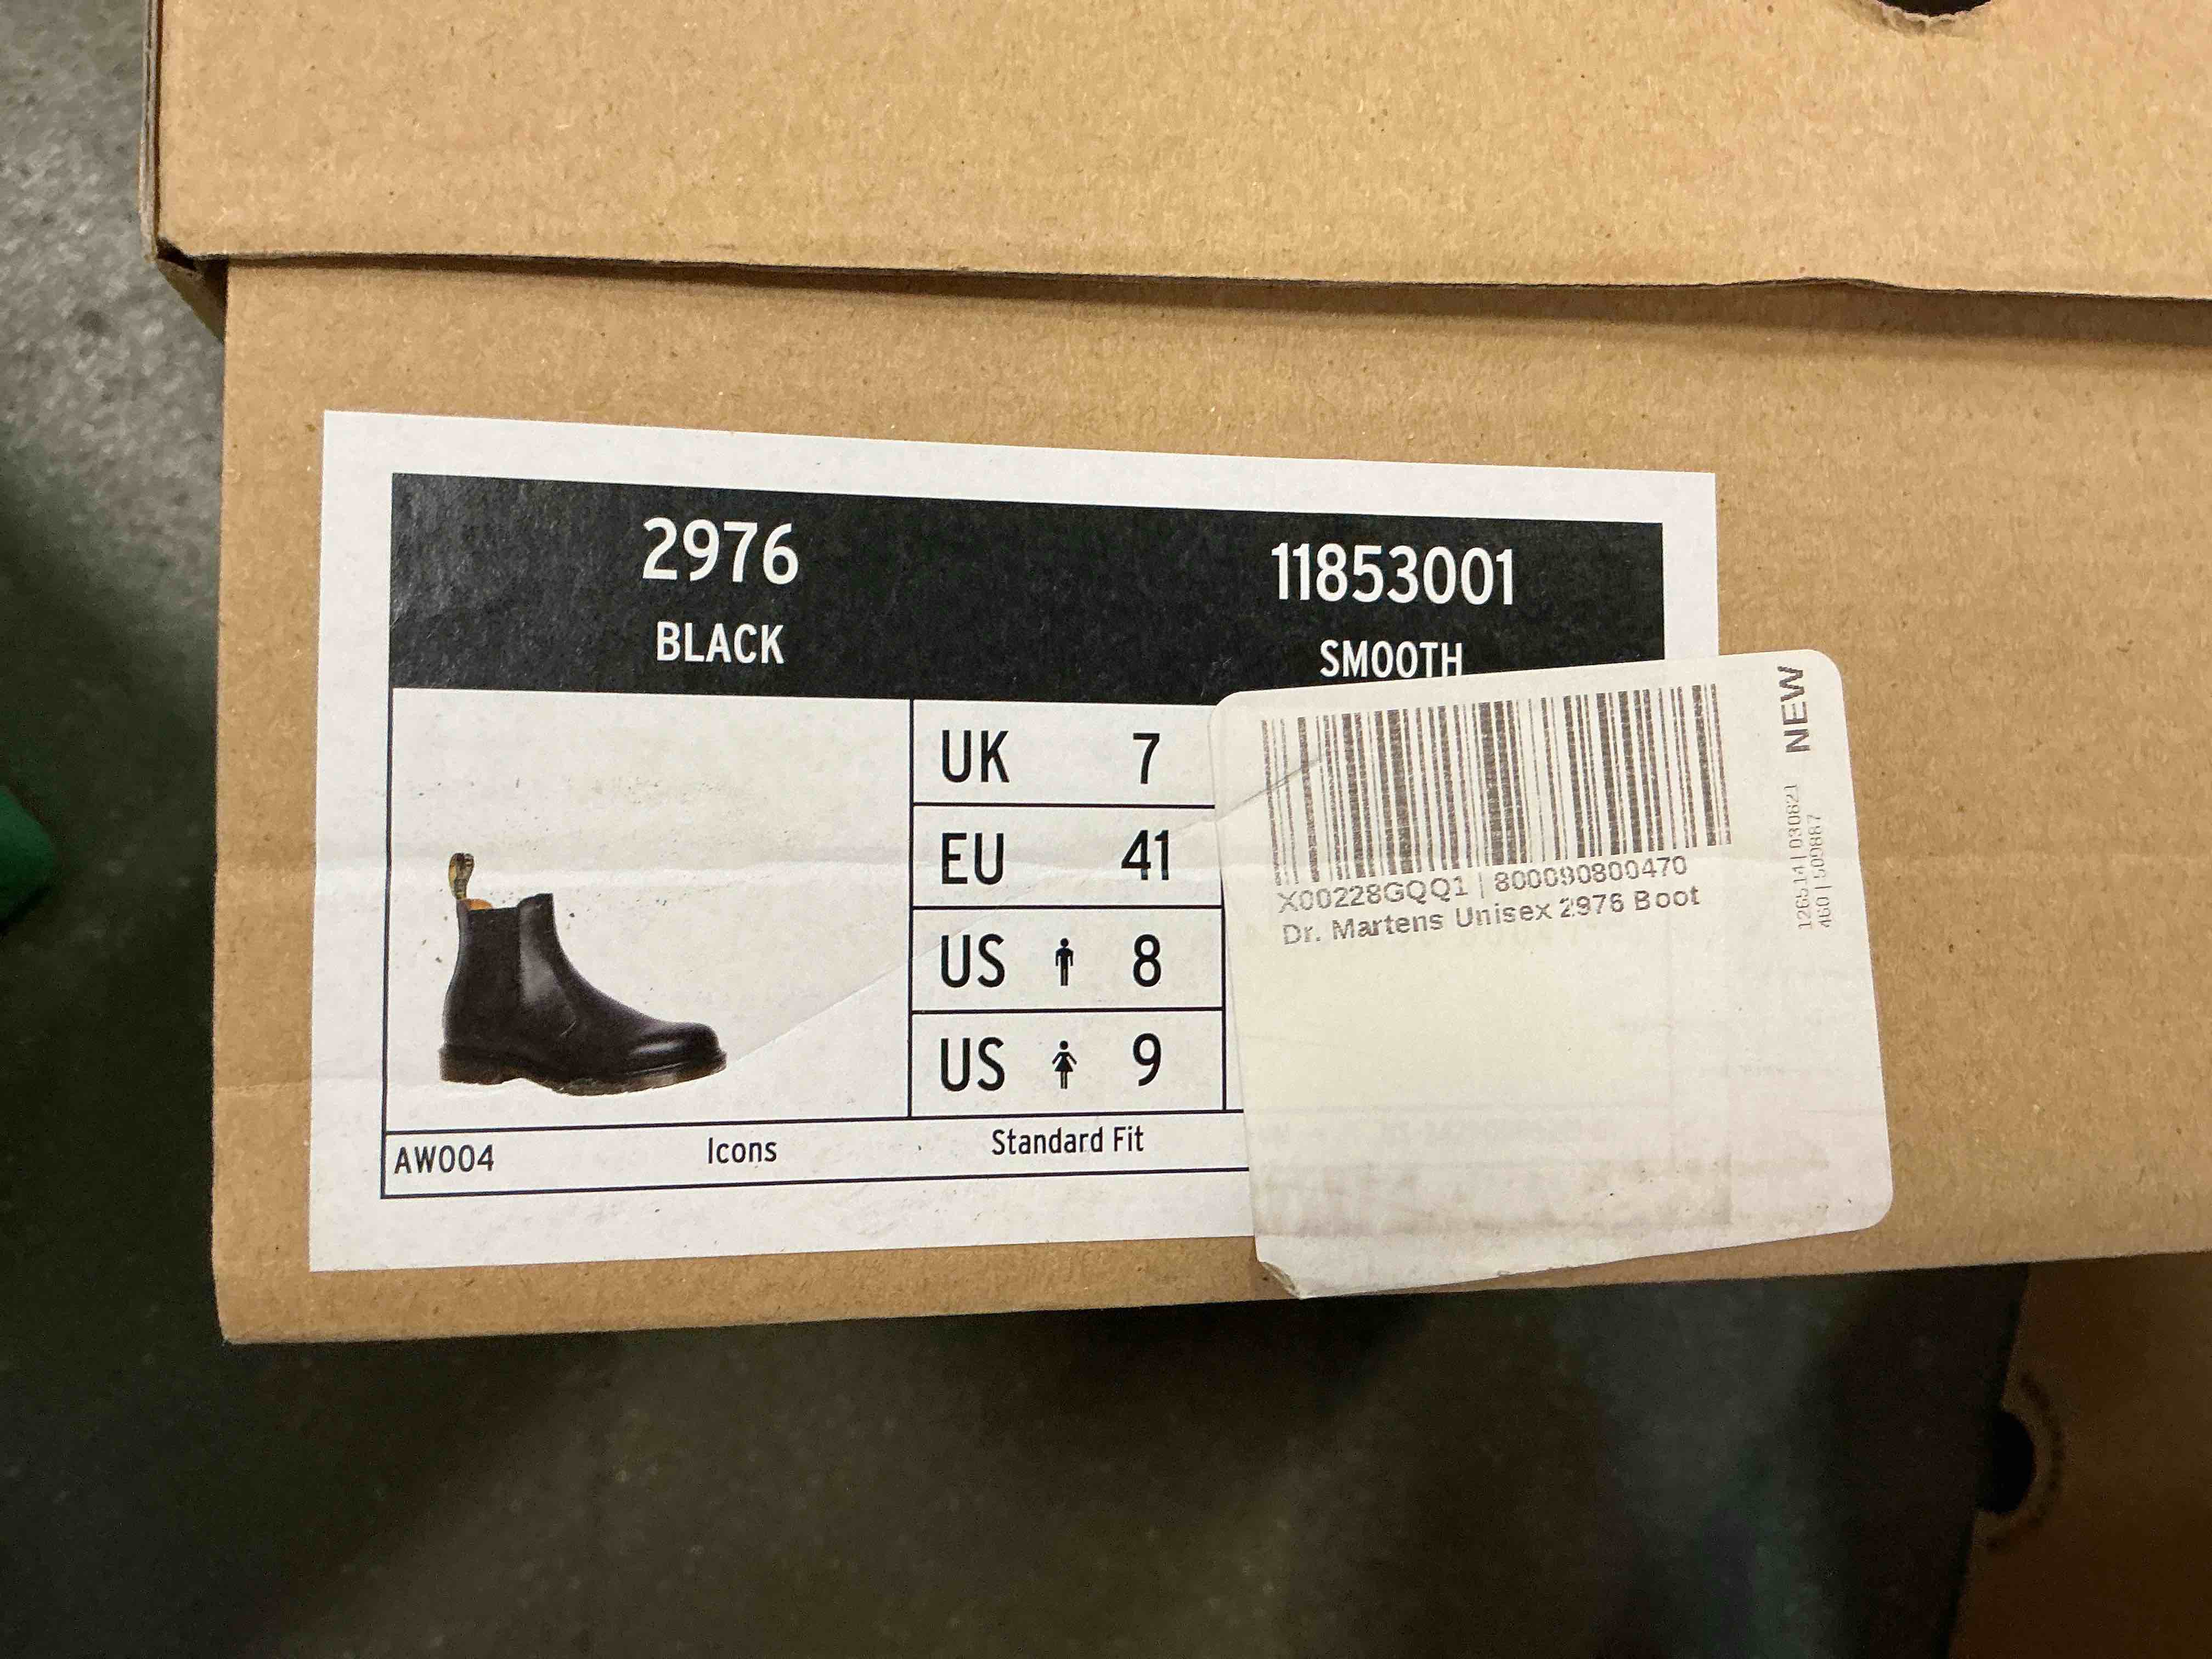 2976
BLACK
11853001
SMOOTH
UK 7
EU 41
US 8
US 9
AW004 Icons Standard Fit
X00228GQQ1 | 800090800470
Dr. Martens Unisex 2976 Boot
NEW